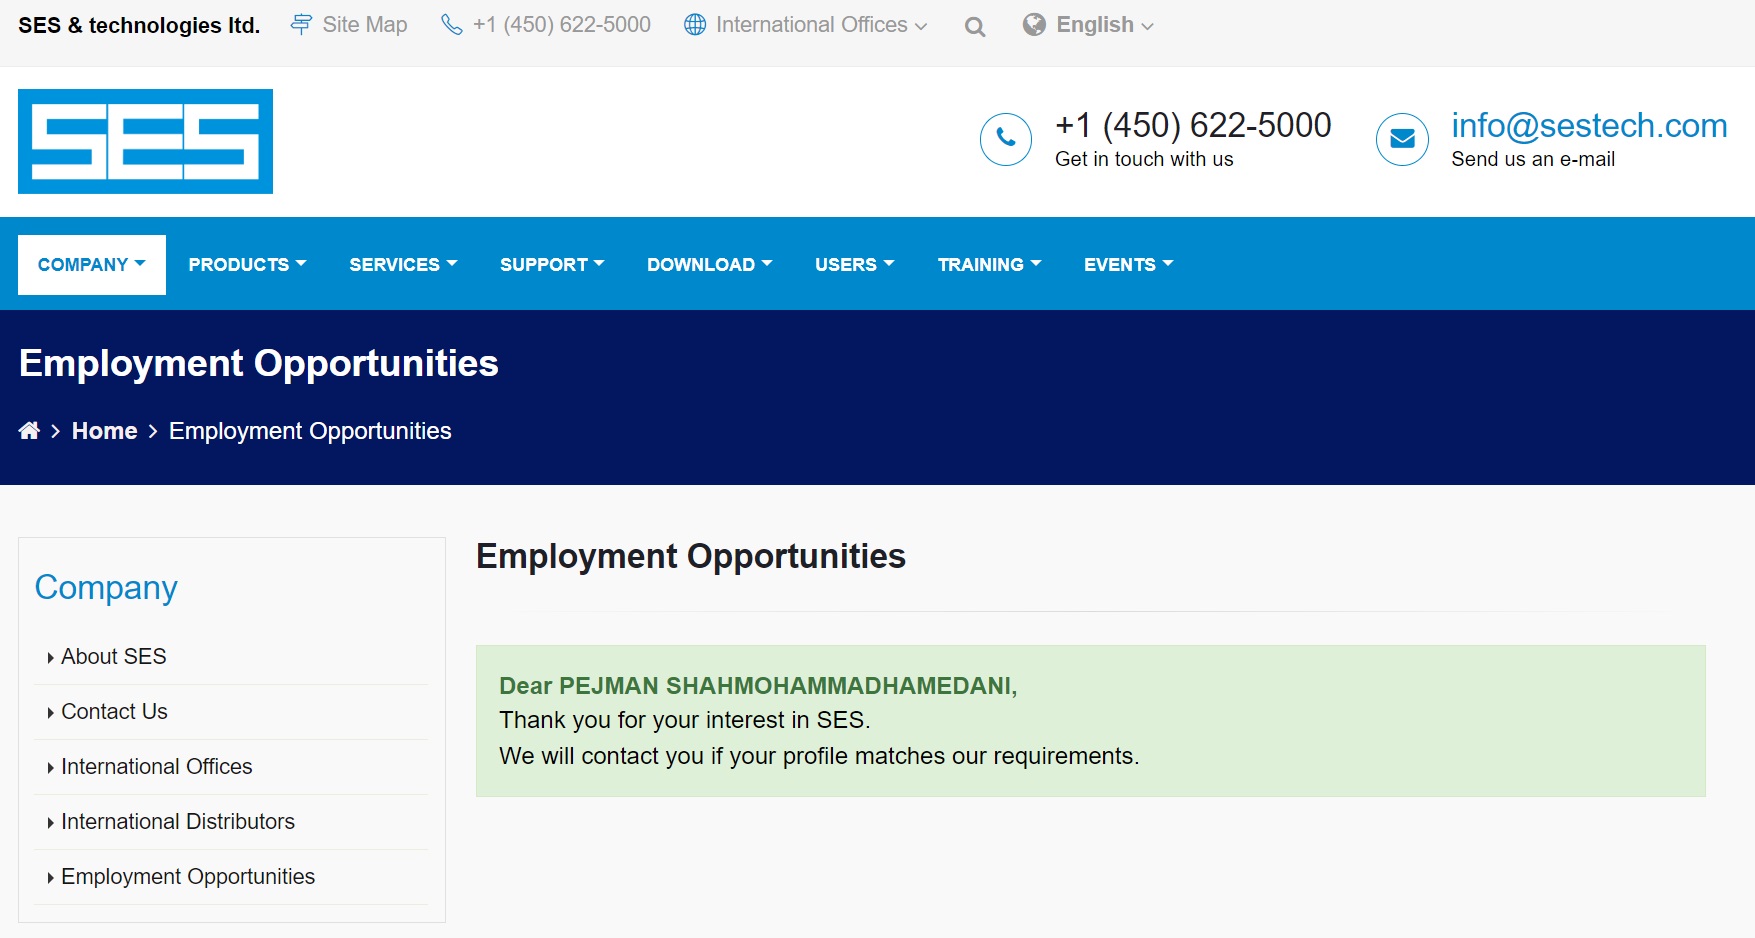 SES & technologies ltd.
Site Map
+1 (450) 622-5000
International Offices
English
SES
+1 (450) 622-5000
Get in touch with us
info@sestech.com
Send us an e-mail
COMPANY
PRODUCTS
SERVICES
SUPPORT
DOWNLOAD
USERS
TRAINING
EVENTS
Employment Opportunities
Home
Employment Opportunities
Company
About SES
Contact Us
International Offices
International Distributors
Employment Opportunities
Employment Opportunities
Dear PEJMAN SHAHMOHAMMADHAMEDANI,
Thank you for your interest in SES.
We will contact you if your profile matches our requirements.